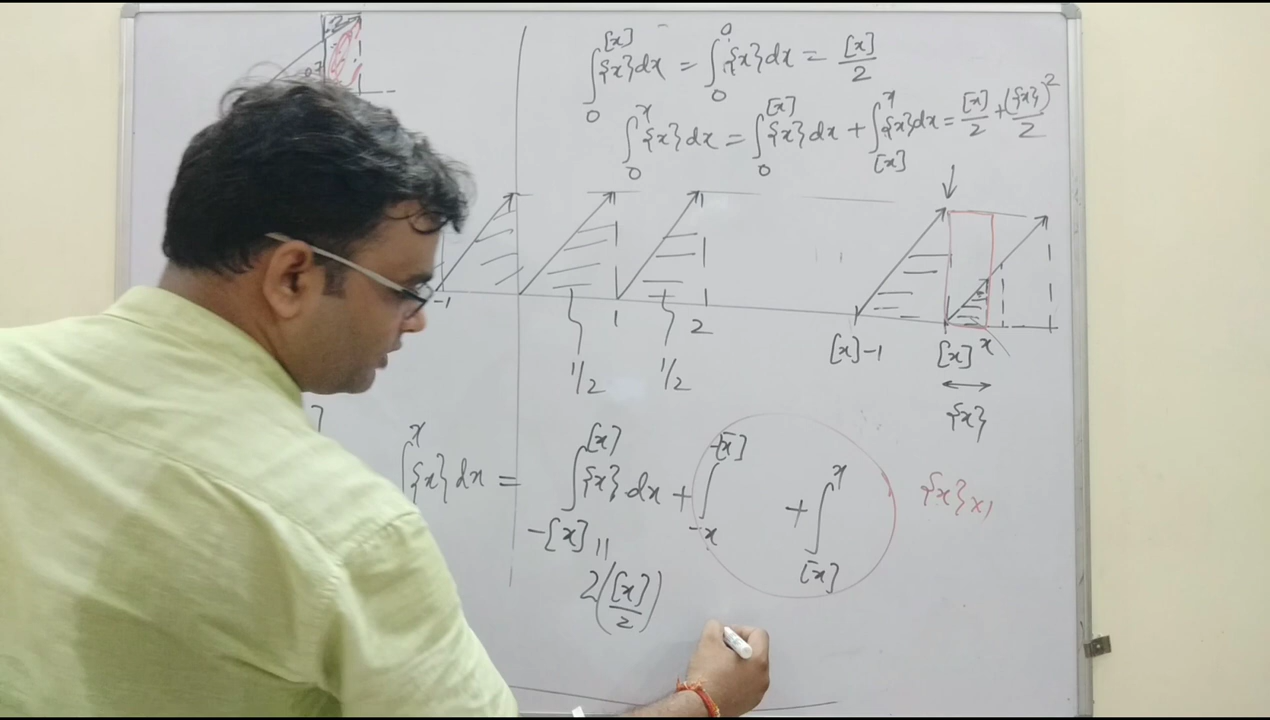 ∫₀^[x] {x}dx = ∫₀^0 {x}dx = [x]/2
∫₀^x {x}dx = ∫₀^[x] {x}dx + ∫_[x]^x {x}dx = [x]/2 + ({x})²/2
-1 1 2 [x]-1 [x] x
1/2 1/2 {x}
∫^x {x}dx = ∫_-[x]^[x] {x}dx + ∫_-x^-[x] + ∫_[x]^x {x}×1
||
2([x]/2)